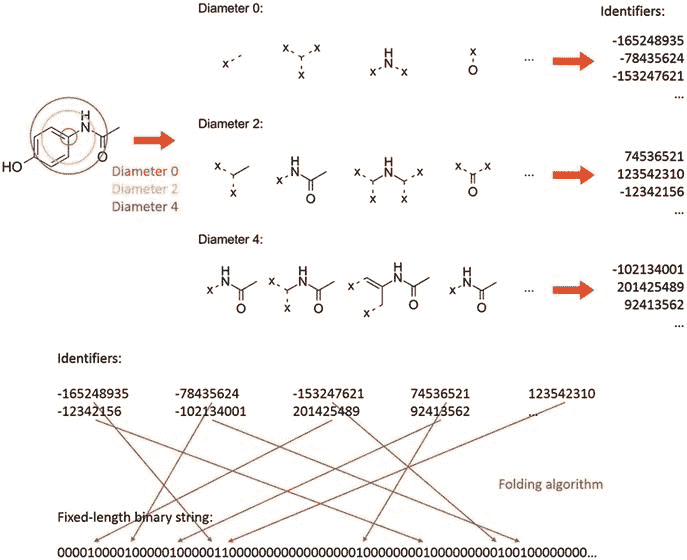 Diameter 0:
Identifiers:
x
x x
x
H
N
x x
x
O
...
-165248935
-78435624
-153247621
...
H
N
O
HO
Diameter 0
Diameter 2
Diameter 4
Diameter 2:
x
x
H
N
x
O
x H x
N
x x
x x
O
...
74536521
123542310
-12342156
...
Diameter 4:
H
N
x
O
x H
N
x O
x H
N
x O
H
N
x
O
...
-102134001
201425489
92413562
...
Identifiers:
-165248935 -78435624 -153247621 74536521 123542310
-12342156 -102134001 201425489 92413562 ...
Folding algorithm
Fixed-length binary string: